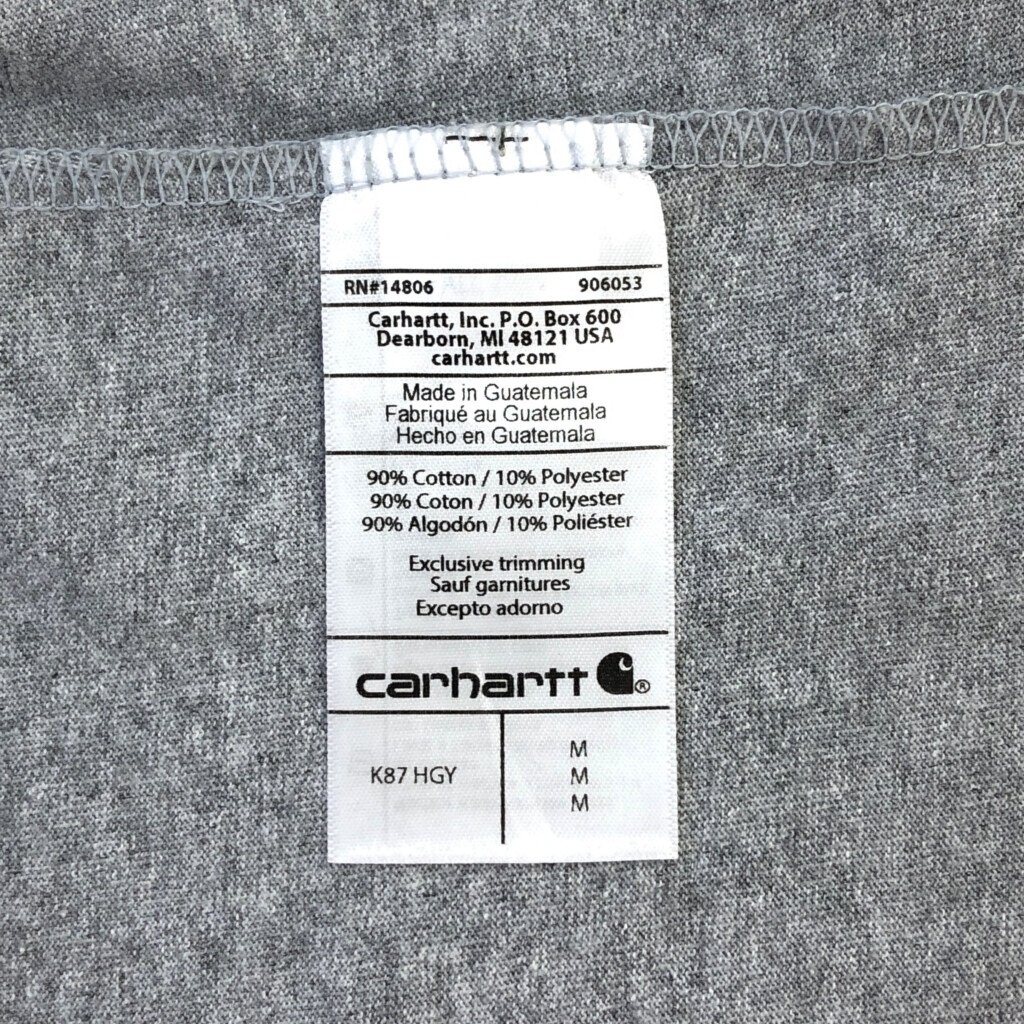 RN#14806 906053
Carhartt, Inc. P.O. Box 600
Dearborn, MI 48121 USA
carhartt.com
Made in Guatemala
Fabriqué au Guatemala
Hecho en Guatemala
90% Cotton / 10% Polyester
90% Coton / 10% Polyester
90% Algodón / 10% Poliéster
Exclusive trimming
Sauf garnitures
Excepto adorno
carhartt ®
M
K87 HGY M
M